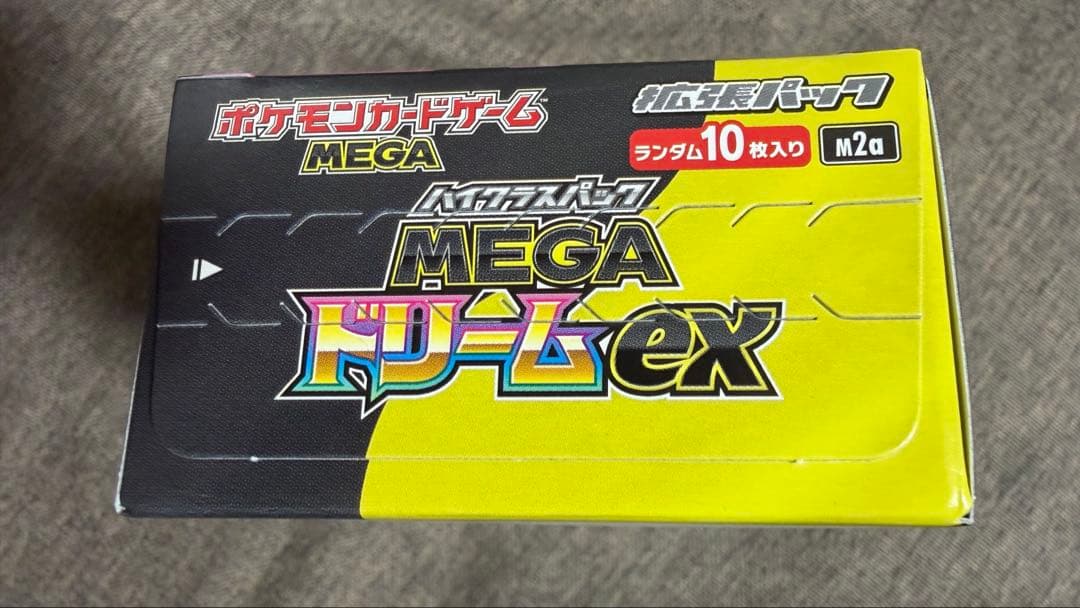 ポケモンカードゲーム™
MEGA
拡張パック
ランダム10枚入り
M2a
ハイクラスパック
MEGA
ドリームex